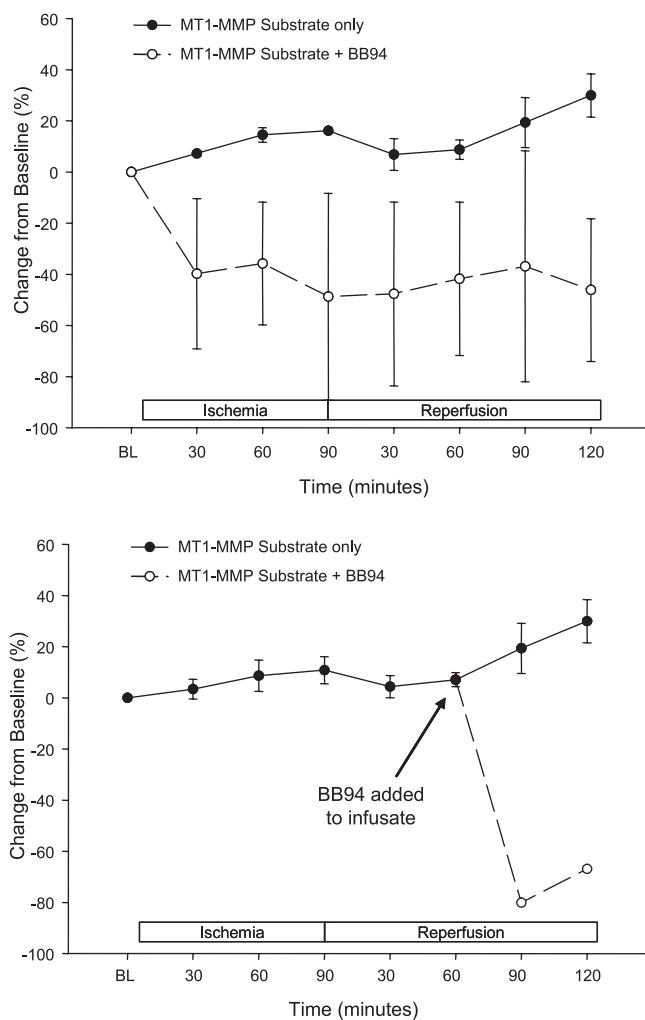 60
MT1-MMP Substrate only
MT1-MMP Substrate + BB94
40
20
0
-20
-40
-60
-80
-100
Change from Baseline (%)
Ischemia Reperfusion
BL 30 60 90 30 60 90 120
Time (minutes)
60
MT1-MMP Substrate only
MT1-MMP Substrate + BB94
40
20
0
-20
-40
-60
-80
-100
Change from Baseline (%)
BB94 added
to infusate
Ischemia Reperfusion
BL 30 60 90 30 60 90 120
Time (minutes)